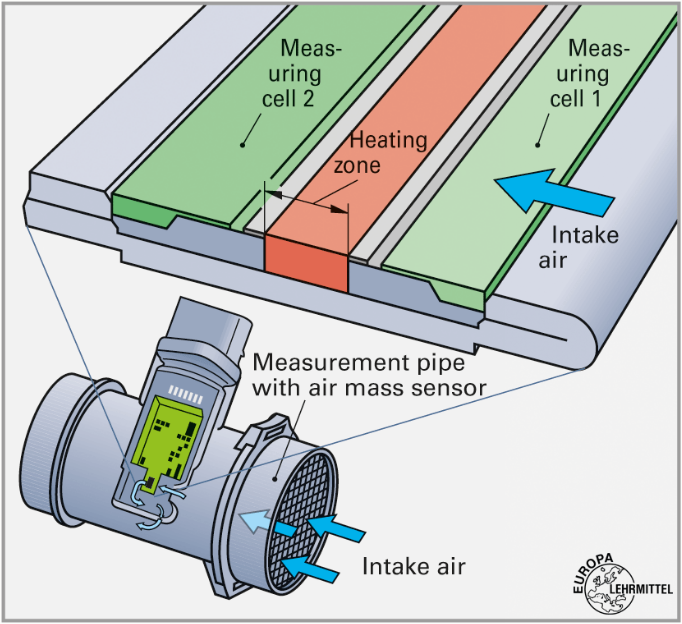 Meas-
uring
cell 2
Meas-
uring
cell 1
Heating
zone
Intake
air
Measurement pipe
with air mass sensor
Intake air
EUROPA
LEHRMITTEL